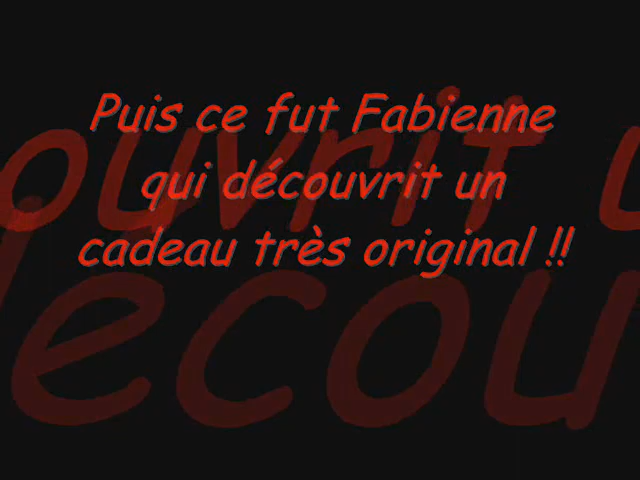 Puis ce fut Fabienne
qui découvrit un
cadeau très original !!